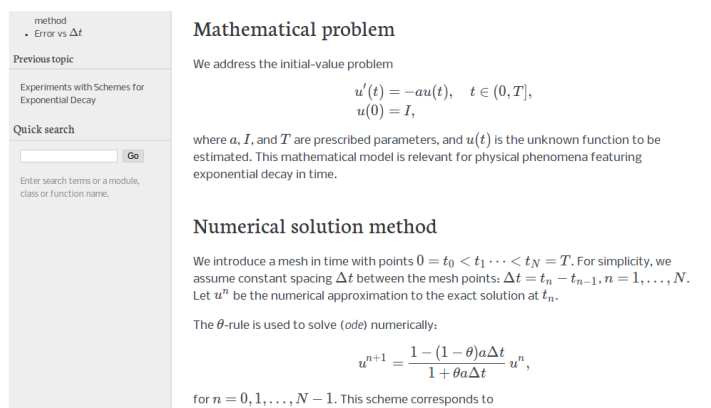 method
• Error vs Δt
Previous topic
Experiments with Schemes for
Exponential Decay
Quick search
Go
Enter search terms or a module,
class or function name.
Mathematical problem
We address the initial-value problem
u′(t) = −au(t), t ∈ (0, T],
u(0) = I,
where a, I, and T are prescribed parameters, and u(t) is the unknown function to be
estimated. This mathematical model is relevant for physical phenomena featuring
exponential decay in time.
Numerical solution method
We introduce a mesh in time with points 0 = t₀ < t₁ ⋯ < t_N = T. For simplicity, we
assume constant spacing Δt between the mesh points: Δt = tₙ − tₙ₋₁, n = 1, …, N.
Let uⁿ be the numerical approximation to the exact solution at tₙ.
The θ-rule is used to solve (ode) numerically:
uⁿ⁺¹ = (1 − (1 − θ)aΔt) / (1 + θaΔt) uⁿ,
for n = 0, 1, …, N − 1. This scheme corresponds to